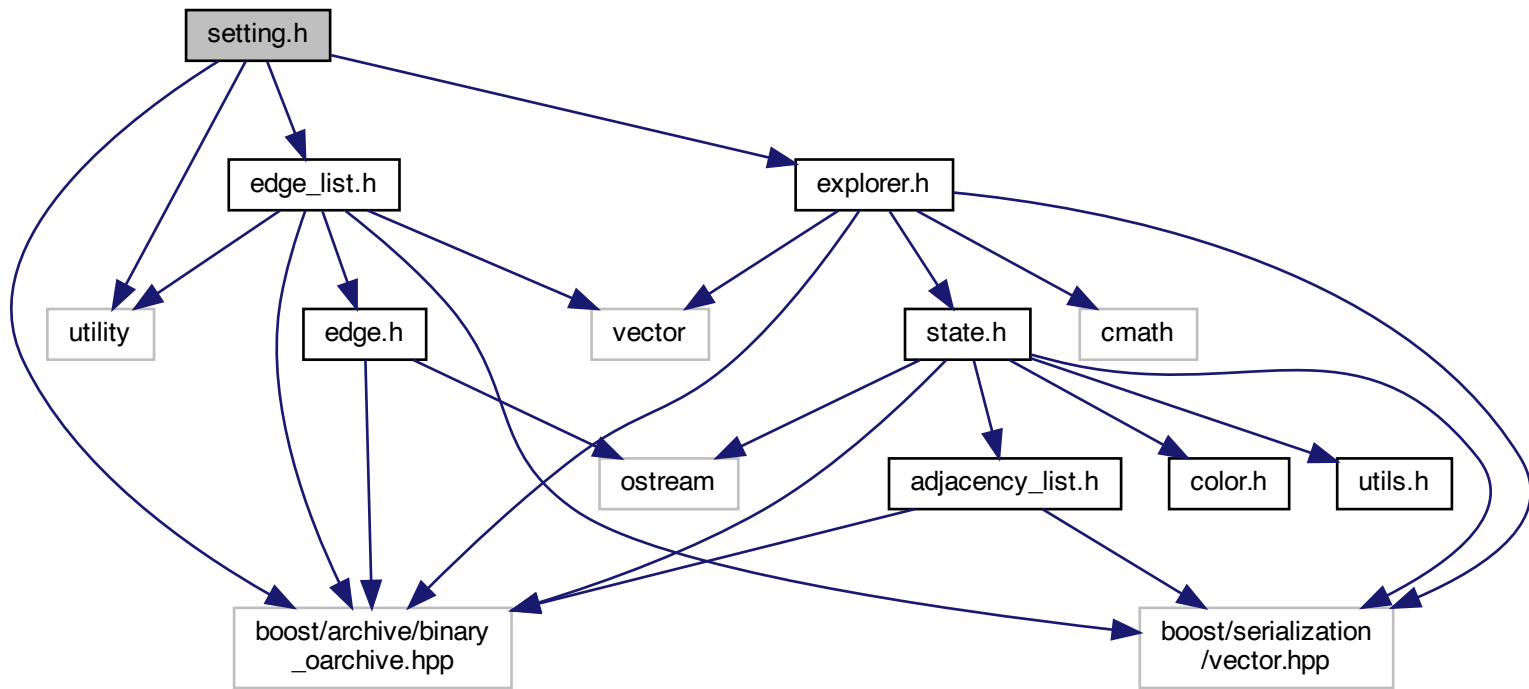 setting.h
edge_list.h
explorer.h
utility
edge.h
vector
state.h
cmath
ostream
adjacency_list.h
color.h
utils.h
boost/archive/binary
_oarchive.hpp
boost/serialization
/vector.hpp